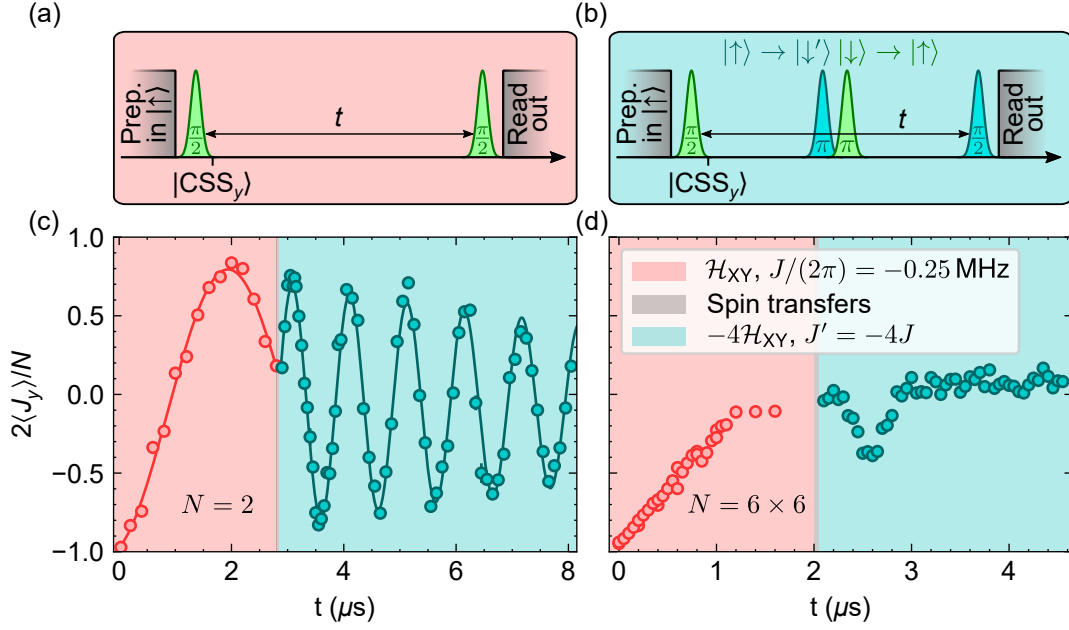 (a)
Prep.
in |↑⟩
π/2
t
π/2
Read
out
|CSS_y⟩
(b)
|↑⟩ → |↓′⟩ |↓⟩ → |↑⟩
Prep.
in |↑⟩
π/2
π
π
t
π/2
Read
out
|CSS_y⟩
(c)
2⟨J_y⟩/N
1.0
0.5
0.0
−0.5
−1.0
N = 2
0 2 4 6 8
t (μs)
(d)
H_XY, J/(2π) = −0.25 MHz
Spin transfers
−4H_XY, J′ = −4J
N = 6 × 6
0 1 2 3 4
t (μs)